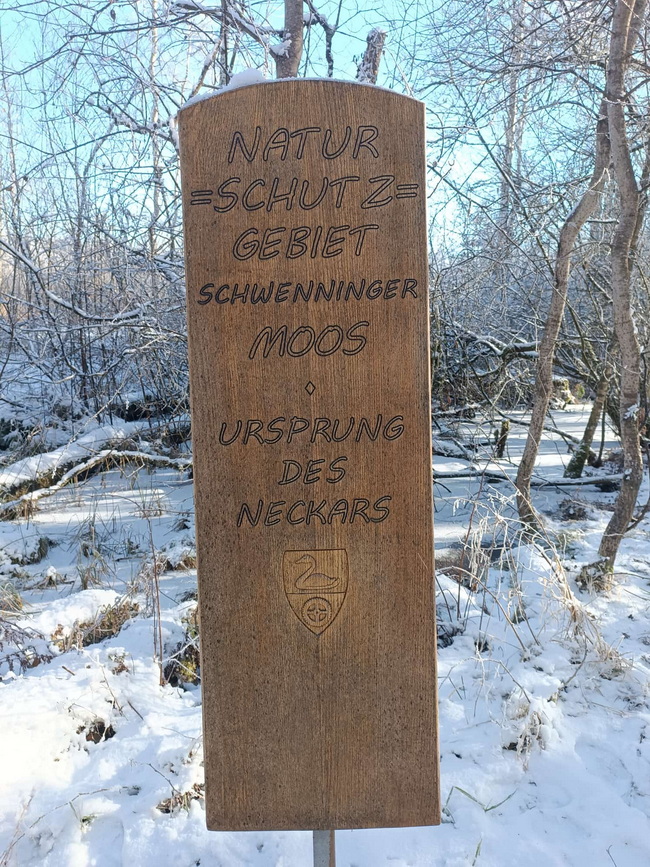 NATUR
=SCHUTZ=
GEBIET
SCHWENNINGER
MOOS
URSPRUNG
DES
NECKARS